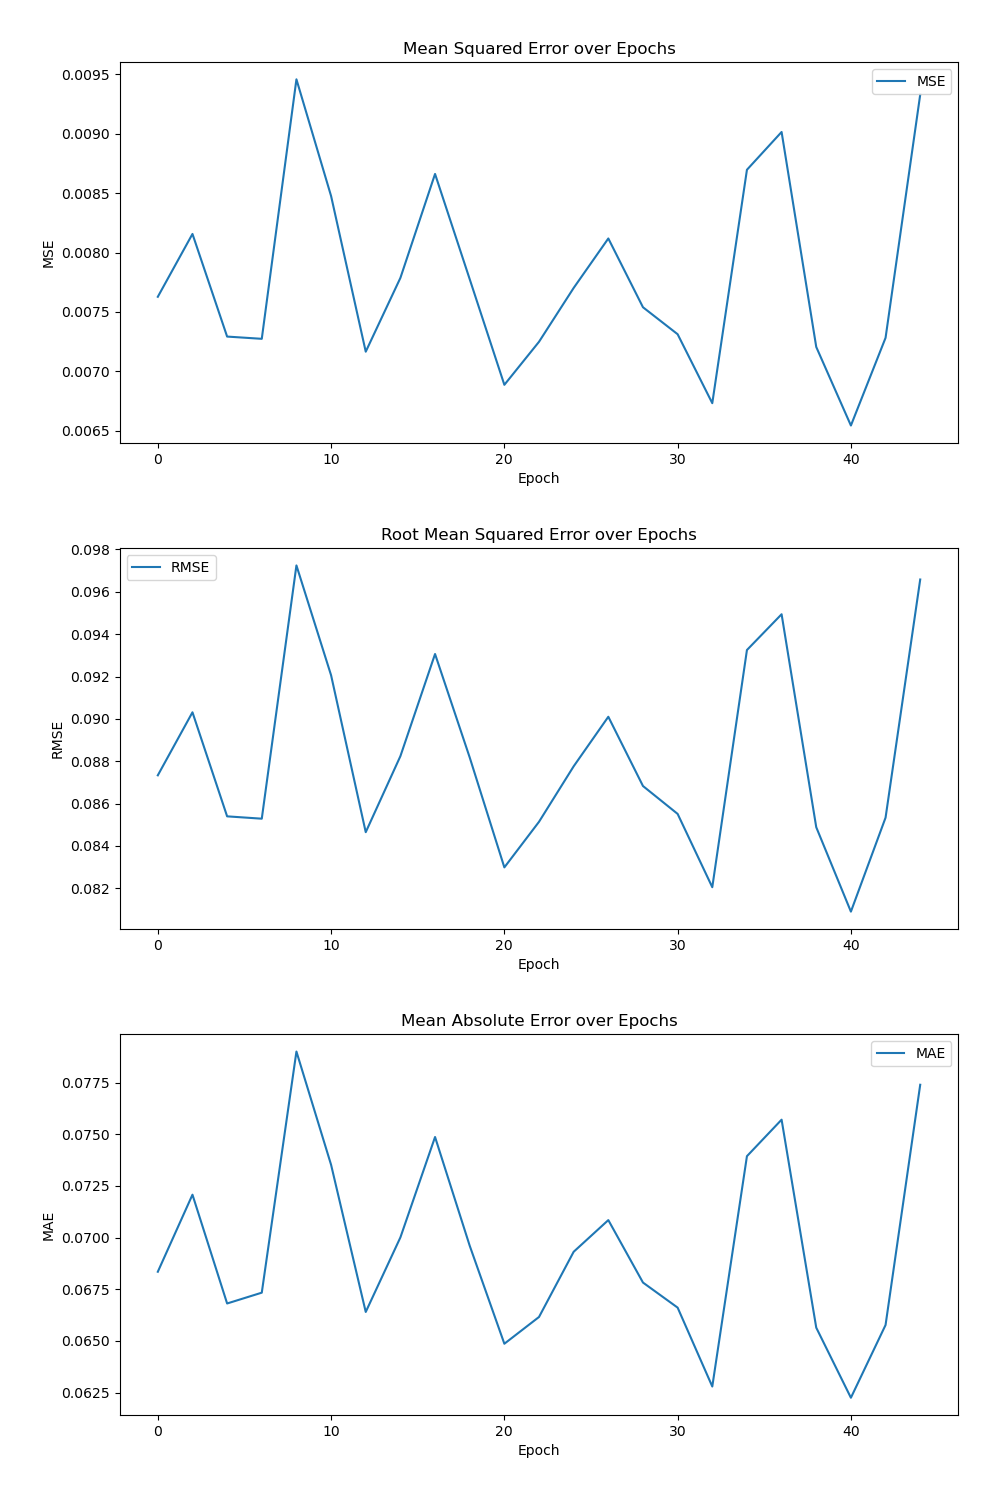 Mean Squared Error over Epochs
MSE
0.0095
0.0090
0.0085
0.0080
0.0075
0.0070
0.0065
MSE
0 10 20 30 40
Epoch
Root Mean Squared Error over Epochs
RMSE
0.098
0.096
0.094
0.092
0.090
0.088
0.086
0.084
0.082
RMSE
0 10 20 30 40
Epoch
Mean Absolute Error over Epochs
MAE
0.0775
0.0750
0.0725
0.0700
0.0675
0.0650
0.0625
MAE
0 10 20 30 40
Epoch